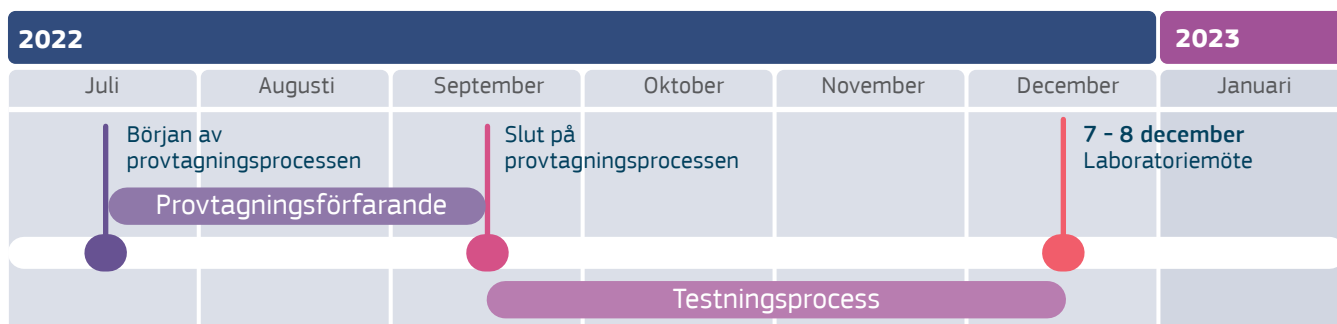 2022
2023
Juli
Augusti
September
Oktober
November
December
Januari
Början av
provtagningsprocessen
Slut på
provtagningsprocessen
7 - 8 december
Laboratoriemöte
Provtagningsförfarande
Testningsprocess